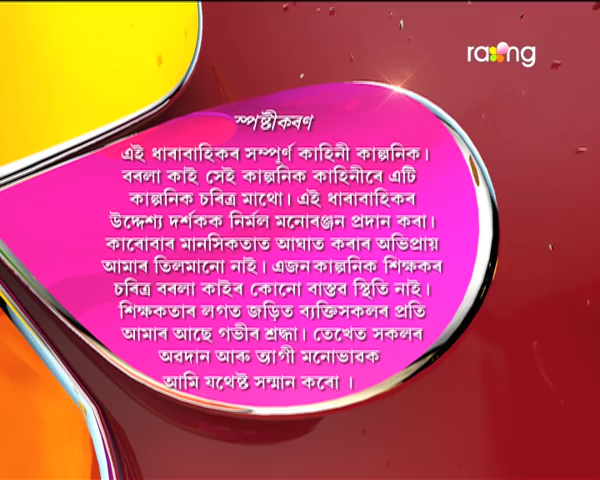 rang
স্পষ্টীকৰণ
এই ধাৰাবাহিকৰ সম্পূৰ্ণ কাহিনী কাল্পনিক।
বৰলা কাই সেই কাল্পনিক কাহিনীৰে এটি
কাল্পনিক চৰিত্ৰ মাথো। এই ধাৰাবাহিকৰ
উদ্দেশ্য দৰ্শকক নিৰ্মল মনোৰঞ্জন প্ৰদান কৰা।
কাৰোবাৰ মানসিকতাত আঘাত কৰাৰ অভিপ্ৰায়
আমাৰ তিলমানো নাই। এজন কাল্পনিক শিক্ষকৰ
চৰিত্ৰ বৰলা কাইৰ কোনো বাস্তৱ স্থিতি নাই।
শিক্ষকতাৰ লগত জড়িত ব্যক্তিসকলৰ প্ৰতি
আমাৰ আছে গভীৰ শ্ৰদ্ধা। তেখেত সকলৰ
অৱদান আৰু ত্যাগী মনোভাৱক
আমি যথেষ্ট সন্মান কৰো ।